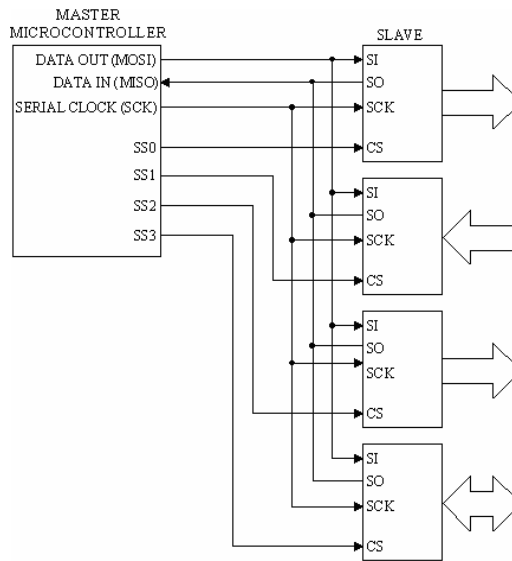 MASTER
MICROCONTROLLER
DATA OUT (MOSI)
DATA IN (MISO)
SERIAL CLOCK (SCK)
SS0
SS1
SS2
SS3
SLAVE
SI
SO
SCK
CS
SI
SO
SCK
CS
SI
SO
SCK
CS
SI
SO
SCK
CS